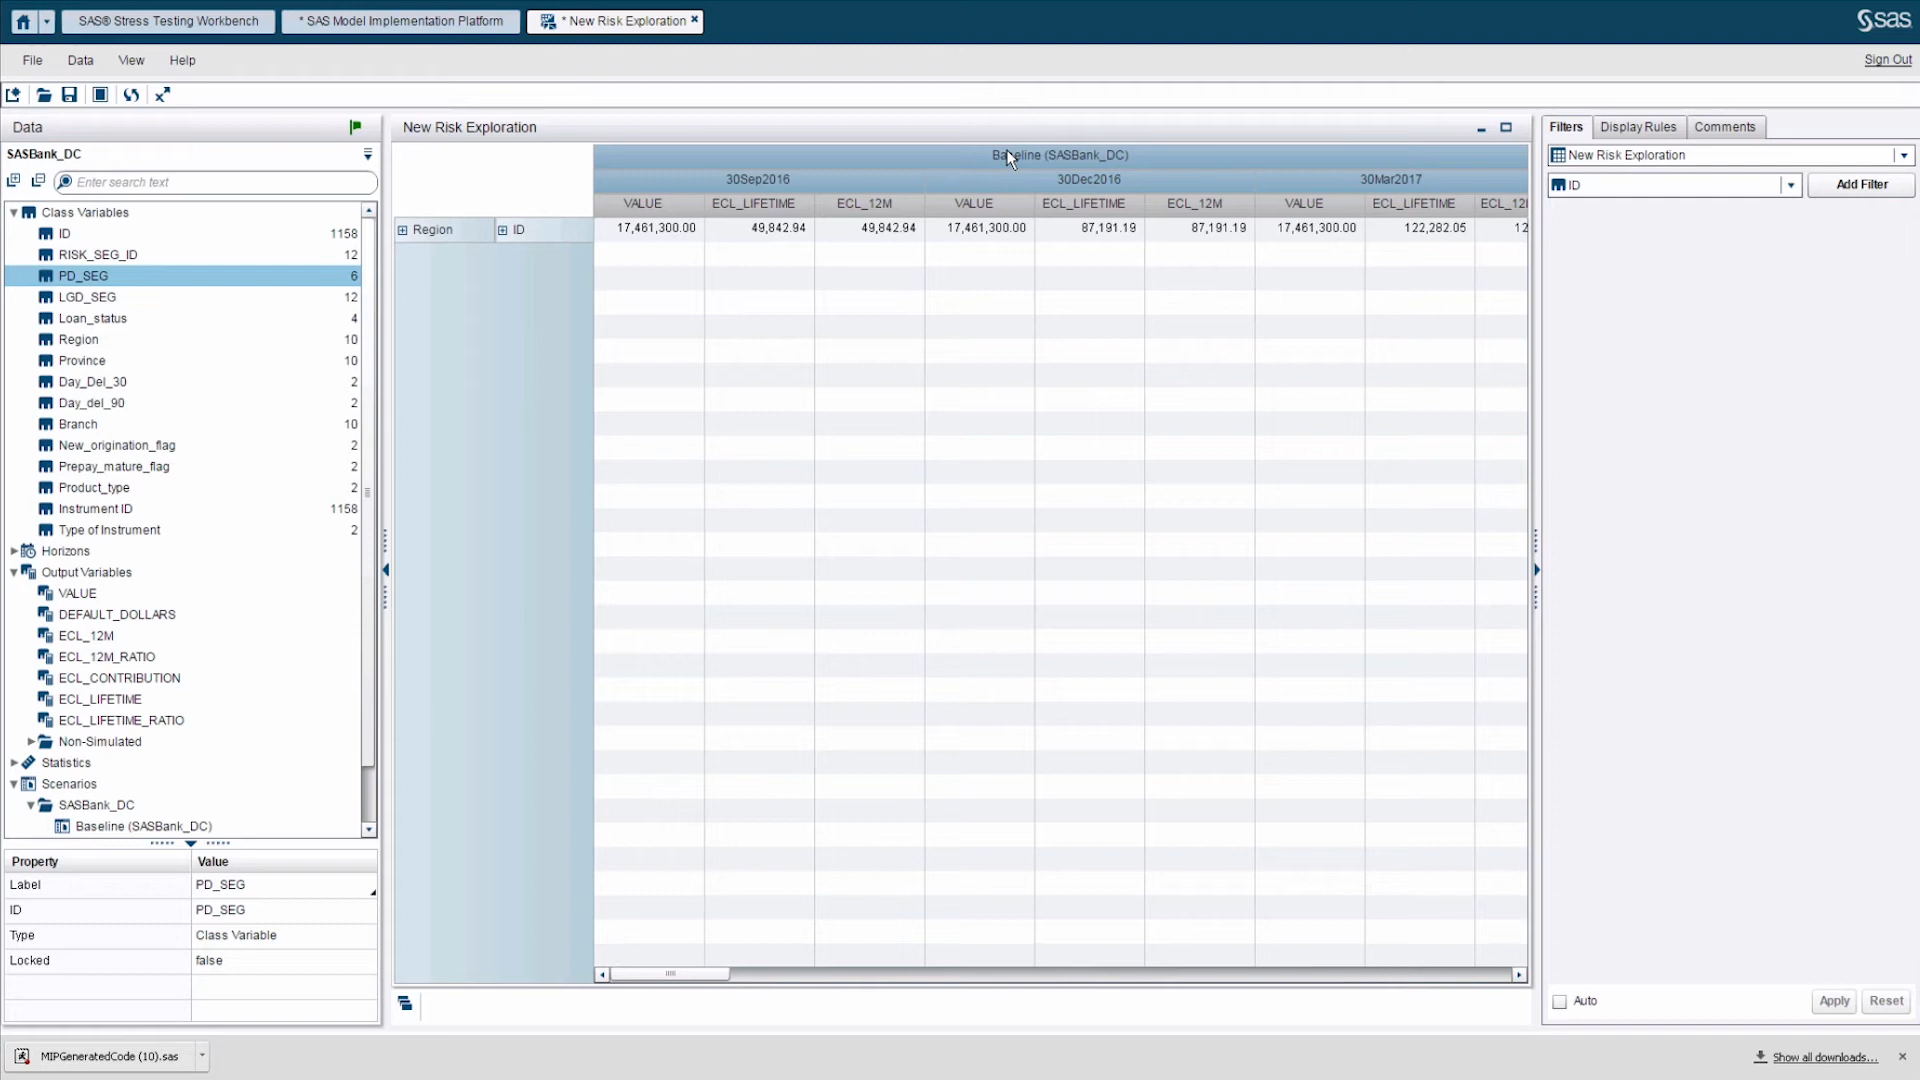 SAS® Stress Testing Workbench
* SAS Model Implementation Platform
* New Risk Exploration
sas
File Data View Help
Sign Out
Data
SASBank_DC
Enter search text
Class Variables
ID 1158
RISK_SEG_ID 12
PD_SEG 6
LGD_SEG 12
Loan_status 4
Region 10
Province 10
Day_Del_30 2
Day_del_90 2
Branch 10
New_origination_flag 2
Prepay_mature_flag 2
Product_type 2
Instrument ID 1158
Type of Instrument 2
Horizons
Output Variables
VALUE
DEFAULT_DOLLARS
ECL_12M
ECL_12M_RATIO
ECL_CONTRIBUTION
ECL_LIFETIME
ECL_LIFETIME_RATIO
Non-Simulated
Statistics
Scenarios
SASBank_DC
Baseline (SASBank_DC)
Property Value
Label PD_SEG
ID PD_SEG
Type Class Variable
Locked false
New Risk Exploration
Baseline (SASBank_DC)
30Sep2016 30Dec2016 30Mar2017
VALUE ECL_LIFETIME ECL_12M VALUE ECL_LIFETIME ECL_12M VALUE ECL_LIFETIME ECL_12
Region ID 17,461,300.00 49,842.94 49,842.94 17,461,300.00 87,191.19 87,191.19 17,461,300.00 122,282.05 12
Filters Display Rules Comments
New Risk Exploration
ID Add Filter
Auto Apply Reset
MIPGeneratedCode (10).sas
Show all downloads...